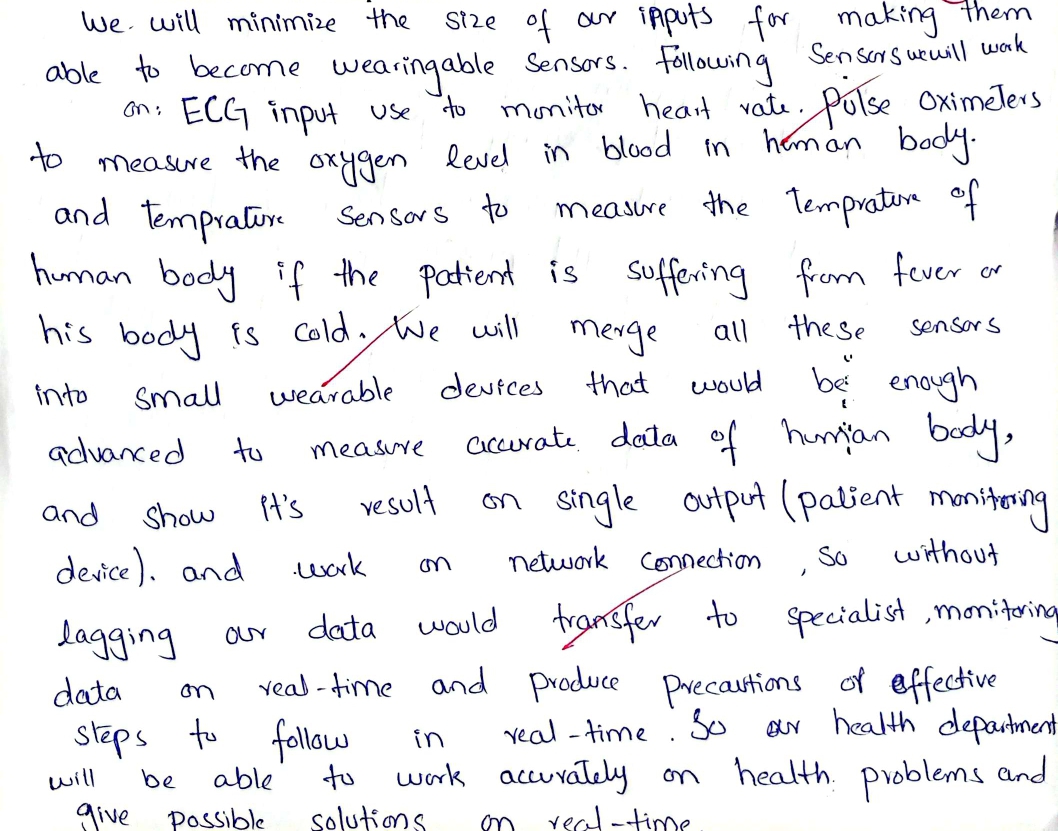 We will minimize the size of our inputs for making them
able to become wearingable Sensors. Following Sensors we will work
on: ECG input use to monitor heart rate. Pulse Oximeters
to measure the oxygen level in blood in human body.
and Temprature Sensors to measure the Temprature of
human body if the patient is suffering from fever or
his body is cold. We will merge all these sensors
into small wearable devices that would be enough
advanced to measure accurate data of human body,
and show it's result on single output (patient monitoring
device). and work on network connection, So without
lagging our data would transfer to specialist, monitoring
data on real-time and produce precautions of effective
steps to follow in real-time. So our health department
will be able to work accurately on health problems and
give possible solutions on real-time.